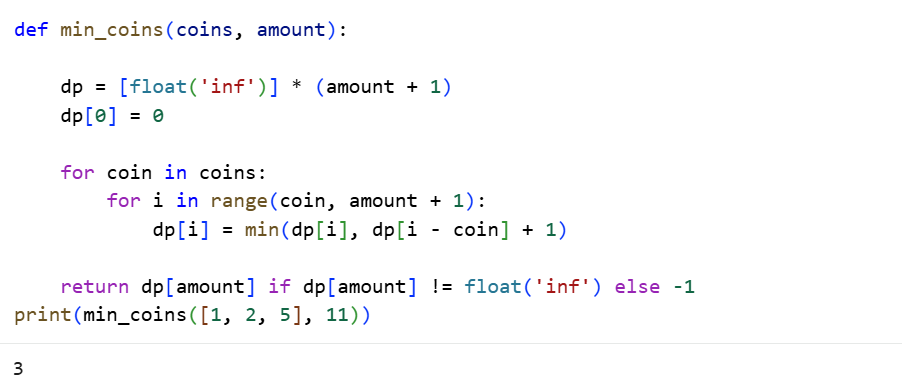 def min_coins(coins, amount):

    dp = [float('inf')] * (amount + 1)
    dp[0] = 0

    for coin in coins:
        for i in range(coin, amount + 1):
            dp[i] = min(dp[i], dp[i - coin] + 1)

    return dp[amount] if dp[amount] != float('inf') else -1
print(min_coins([1, 2, 5], 11))
3